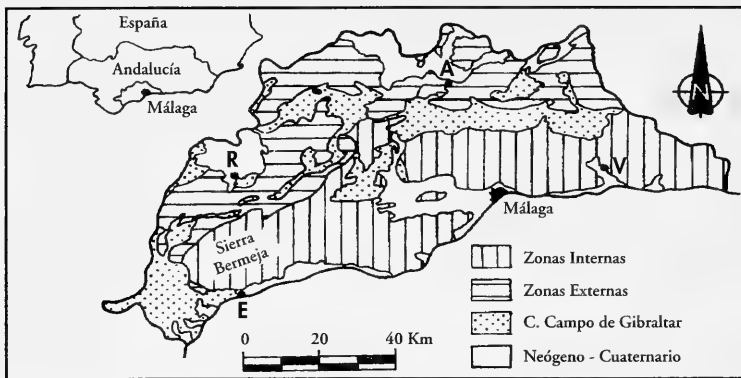 España
Andalucía
Málaga
N
A
R
V
Málaga
Sierra
Bermeja
E
Zonas Internas
Zonas Externas
C. Campo de Gibraltar
Neógeno - Cuaternario
0 20 40 Km